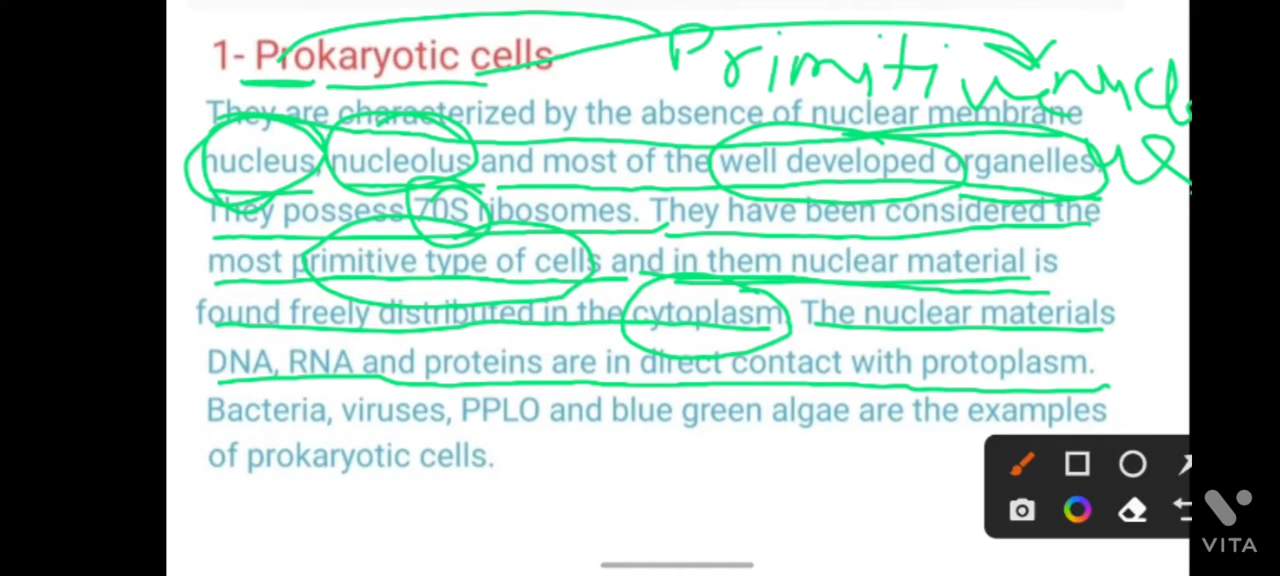 1- Prokaryotic cells
Primitive nucle
us
They are characterized by the absence of nuclear membrane
nucleus, nucleolus and most of the well developed organelles.
They possess 70S ribosomes. They have been considered the
most primitive type of cells and in them nuclear material is
found freely distributed in the cytoplasm. The nuclear materials
DNA, RNA and proteins are in direct contact with protoplasm.
Bacteria, viruses, PPLO and blue green algae are the examples
of prokaryotic cells.
VITA